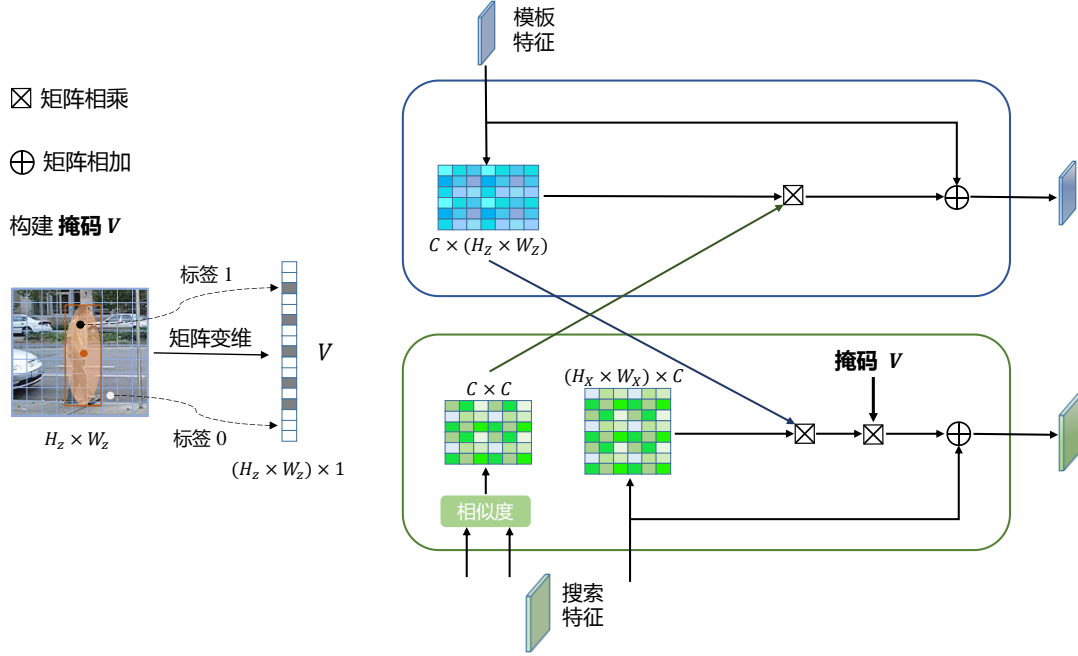 模板
特征
矩阵相乘
矩阵相加
构建 掩码 V
C × (H_Z × W_Z)
标签 1
矩阵变维
V
标签 0
H_z × W_z
(H_z × W_z) × 1
C × C
(H_X × W_X) × C
掩码 V
相似度
搜索
特征